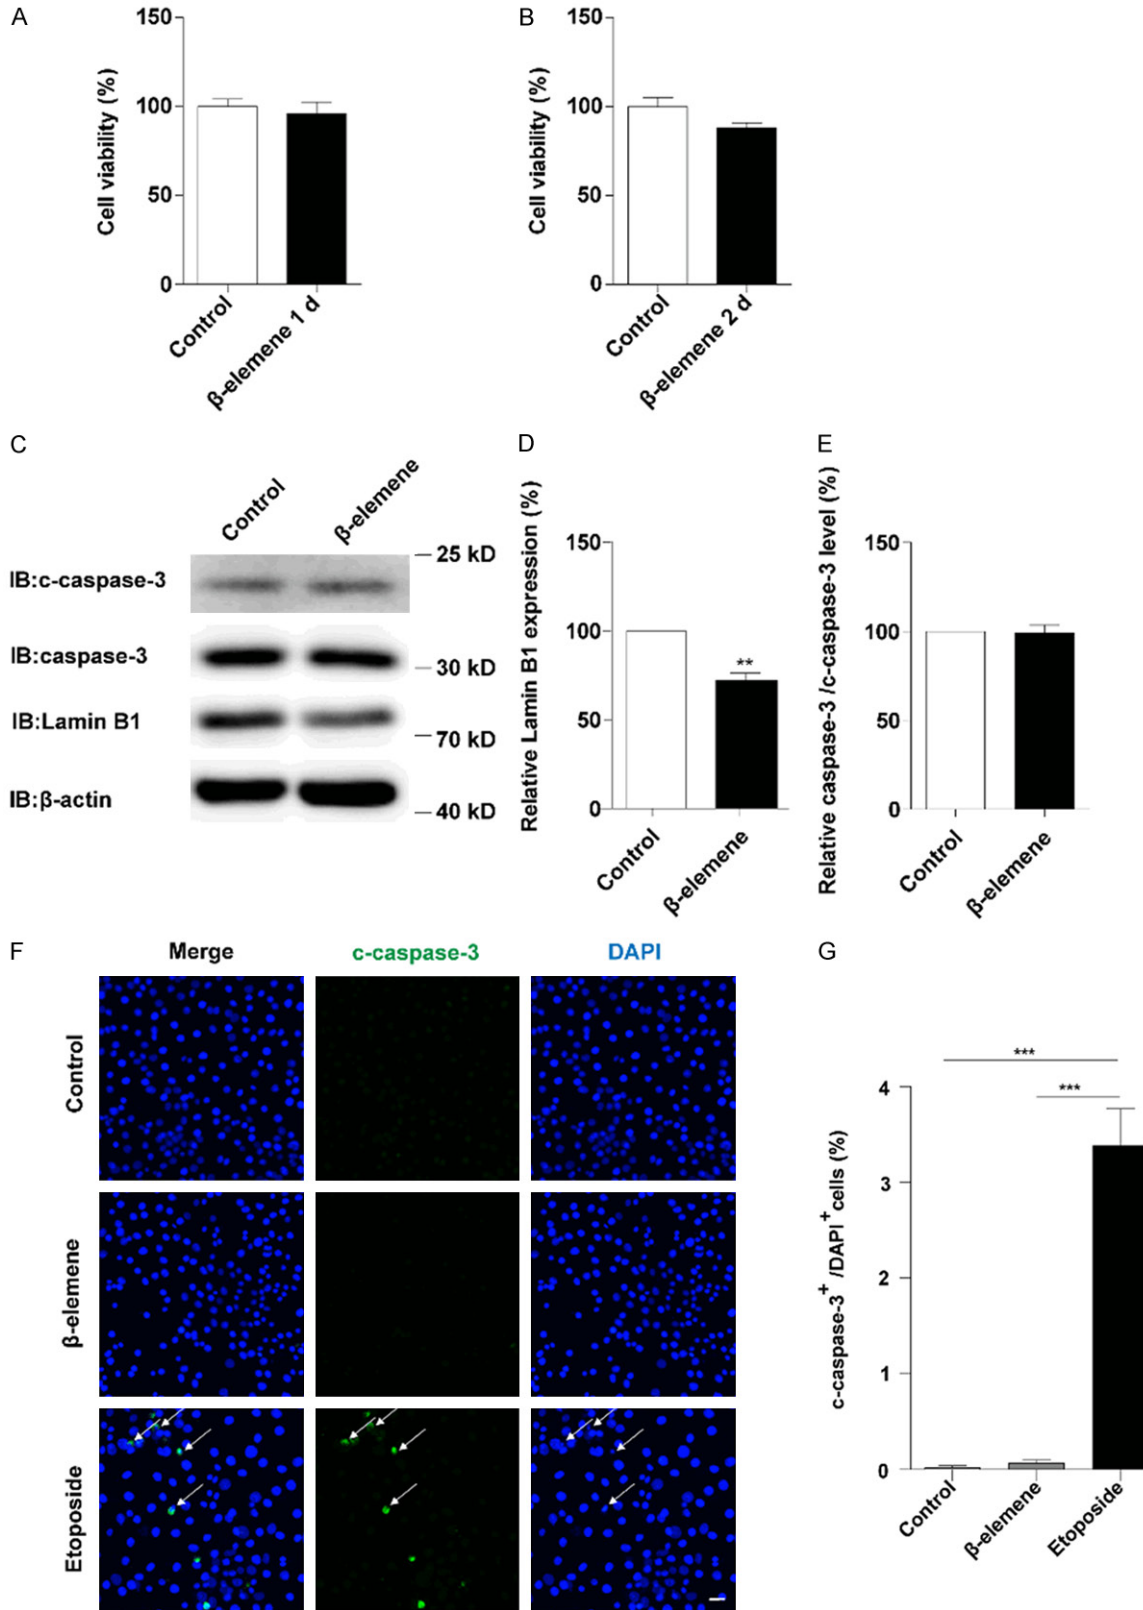 A
Cell viability (%)
150
100
50
0
Control
β-elemene 1 d
B
Cell viability (%)
150
100
50
0
Control
β-elemene 2 d
C
Control
β-elemene
IB:c-caspase-3
25 kD
IB:caspase-3
30 kD
IB:Lamin B1
70 kD
IB:β-actin
40 kD
D
Relative Lamin B1 expression (%)
150
100
50
0
**
Control
β-elemene
E
Relative caspase-3 /c-caspase-3 level (%)
150
100
50
0
Control
β-elemene
F
Merge
c-caspase-3
DAPI
Control
β-elemene
Etoposide
G
c-caspase-3+ /DAPI+cells (%)
4
3
2
1
0
***
***
Control
β-elemene
Etoposide